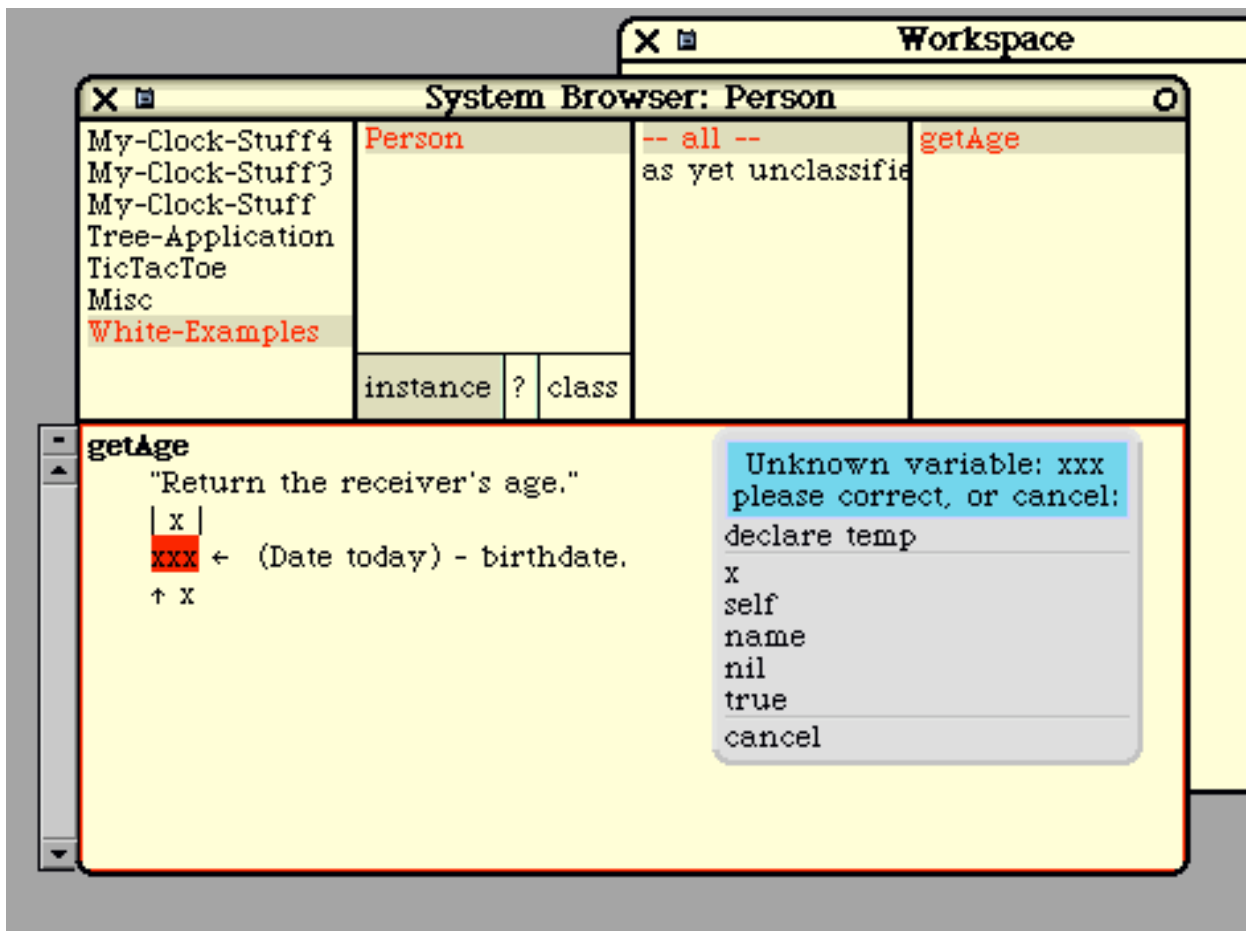 Workspace
System Browser: Person
My-Clock-Stuff4
My-Clock-Stuff3
My-Clock-Stuff
Tree-Application
TicTacToe
Misc
White-Examples
Person
instance ? class
-- all --
as yet unclassifie
getAge
getAge
"Return the receiver's age."
| x |
xxx ← (Date today) - birthdate.
↑ x
Unknown variable: xxx
please correct, or cancel:
declare temp
x
self
name
nil
true
cancel